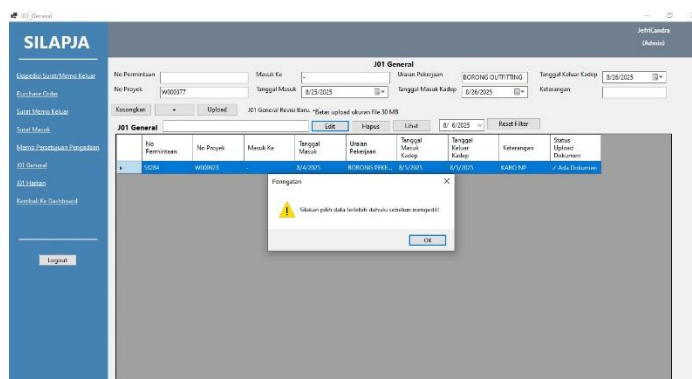 J01_General
SILAPJA
JefriCandra
(Admin)
J01 General
No Permintaan
Masuk Ke
-
Uraian Pekerjaan
BORONG OUTFITTING
Tanggal Keluar Kadep
8/26/2025
No Proyek
W000377
Tanggal Masuk
8/25/2025
Tanggal Masuk Kadep
8/26/2025
Keterangan
Kosongkan
+
Upload
J01 General Revisi Baru
*Batas upload ukuran file 30 MB
J01 General
Edit
Hapus
Lihat
8/ 6/2025
Reset Filter
No Permintaan
No Proyek
Masuk Ke
Tanggal Masuk
Uraian Pekerjaan
Tanggal Masuk Kadep
Tanggal Keluar Kadep
Keterangan
Status Upload Dokumen
W000923
-
8/4/2025
BORONG PEKE...
8/5/2025
8/5/2025
KABO NP
✓ Ada Dokumen
Ekspedisi Surat/Memo Keluar
Purchase Order
Surat Memo Keluar
Surat Masuk
Memo Persetujuan Pengadaan
J01 General
J01 Harian
Kembali Ke Dashboard
Logout
Peringatan
Silakan pilih data terlebih dahulu sebelum mengedit!
OK